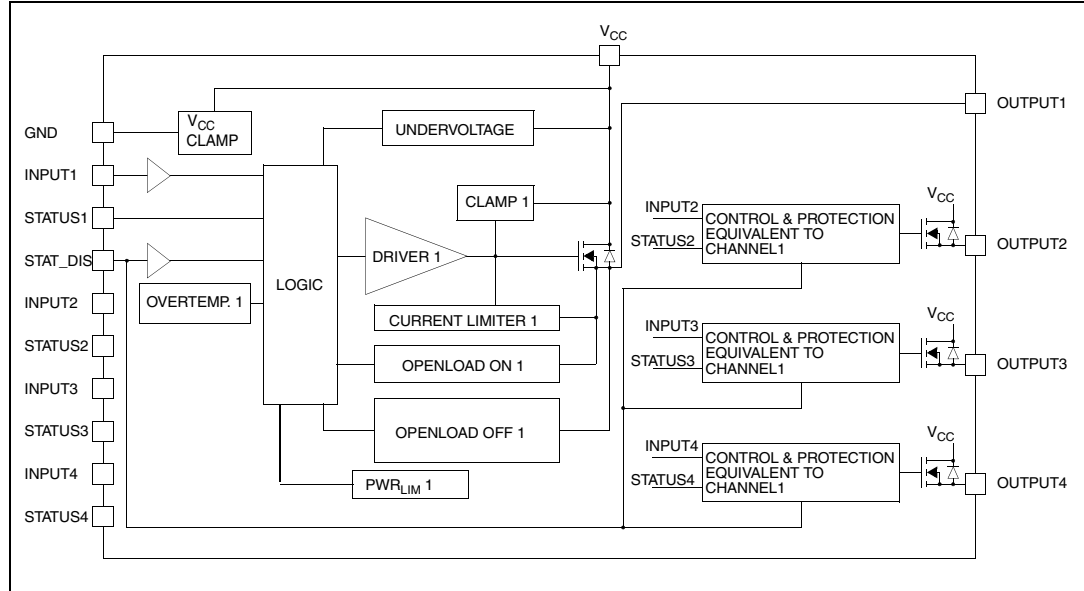 VCC
OUTPUT1
GND
VCC
CLAMP
UNDERVOLTAGE
INPUT1
STATUS1
STAT_DIS
INPUT2
STATUS2
INPUT3
STATUS3
INPUT4
STATUS4
LOGIC
OVERTEMP. 1
DRIVER 1
CLAMP 1
CURRENT LIMITER 1
OPENLOAD ON 1
OPENLOAD OFF 1
PWRLIM 1
INPUT2
STATUS2
CONTROL & PROTECTION
EQUIVALENT TO
CHANNEL1
VCC
OUTPUT2
INPUT3
STATUS3
CONTROL & PROTECTION
EQUIVALENT TO
CHANNEL1
VCC
OUTPUT3
INPUT4
STATUS4
CONTROL & PROTECTION
EQUIVALENT TO
CHANNEL1
VCC
OUTPUT4